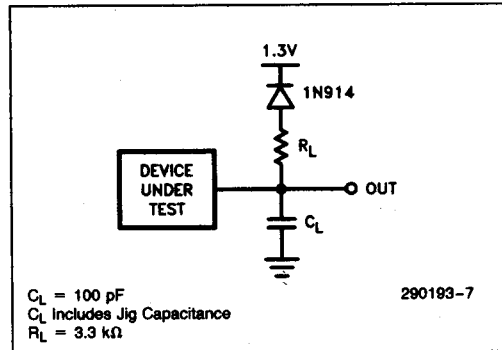 1.3V
1N914
R_L
DEVICE
UNDER
TEST
OUT
C_L
C_L = 100 pF
C_L Includes Jig Capacitance
R_L = 3.3 kΩ
290193-7